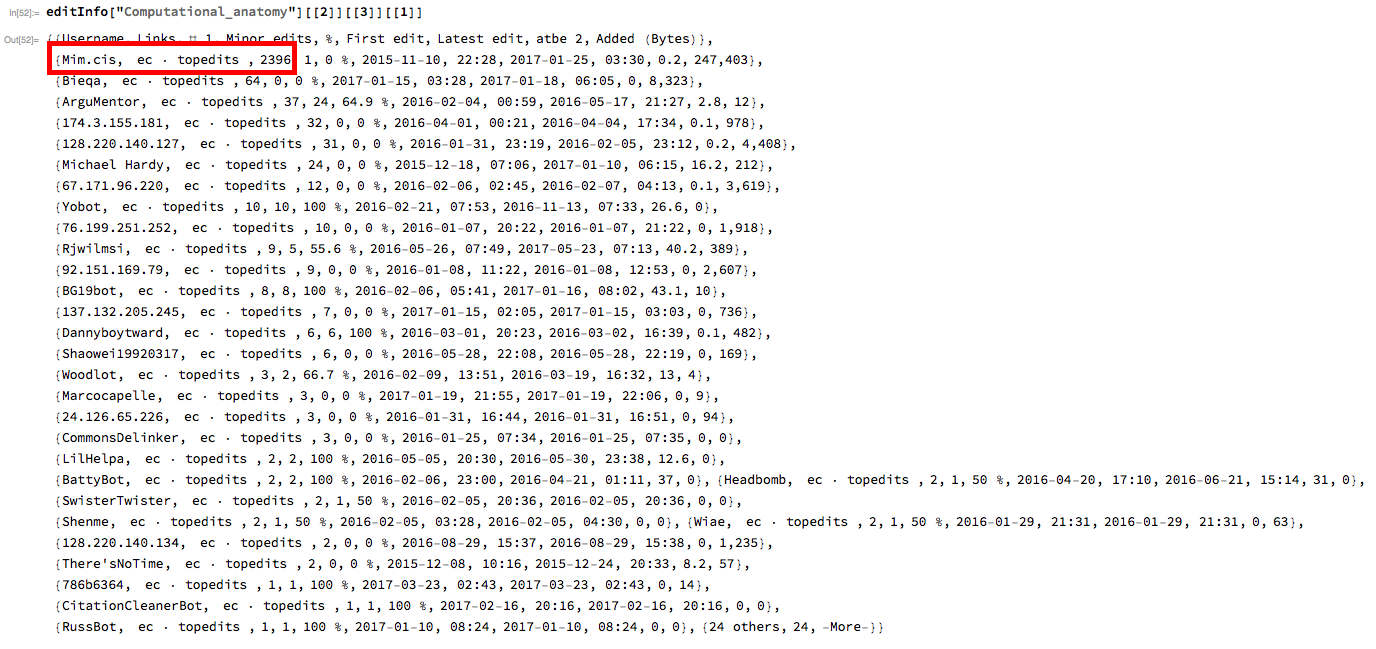 In[52]:= editInfo["Computational_anatomy"][[2]][[3]][[1]]
Out[52]= {{Username, Links, # 1, Minor edits, %, First edit, Latest edit, atbe 2, Added (Bytes)},
{Mim.cis, ec · topedits , 2396, 1, 0 %, 2015-11-10, 22:28, 2017-01-25, 03:30, 0.2, 247,403},
{Bieqa, ec · topedits , 64, 0, 0 %, 2017-01-15, 03:28, 2017-01-18, 06:05, 0, 8,323},
{ArguMentor, ec · topedits , 37, 24, 64.9 %, 2016-02-04, 00:59, 2016-05-17, 21:27, 2.8, 12},
{174.3.155.181, ec · topedits , 32, 0, 0 %, 2016-04-01, 00:21, 2016-04-04, 17:34, 0.1, 978},
{128.220.140.127, ec · topedits , 31, 0, 0 %, 2016-01-31, 23:19, 2016-02-05, 23:12, 0.2, 4,408},
{Michael Hardy, ec · topedits , 24, 0, 0 %, 2015-12-18, 07:06, 2017-01-10, 06:15, 16.2, 212},
{67.171.96.220, ec · topedits , 12, 0, 0 %, 2016-02-06, 02:45, 2016-02-07, 04:13, 0.1, 3,619},
{Yobot, ec · topedits , 10, 10, 100 %, 2016-02-21, 07:53, 2016-11-13, 07:33, 26.6, 0},
{76.199.251.252, ec · topedits , 10, 0, 0 %, 2016-01-07, 20:22, 2016-01-07, 21:22, 0, 1,918},
{Rjwilmsi, ec · topedits , 9, 5, 55.6 %, 2016-05-26, 07:49, 2017-05-23, 07:13, 40.2, 389},
{92.151.169.79, ec · topedits , 9, 0, 0 %, 2016-01-08, 11:22, 2016-01-08, 12:53, 0, 2,607},
{BG19bot, ec · topedits , 8, 8, 100 %, 2016-02-06, 05:41, 2017-01-16, 08:02, 43.1, 10},
{137.132.205.245, ec · topedits , 7, 0, 0 %, 2017-01-15, 02:05, 2017-01-15, 03:03, 0, 736},
{Dannyboytward, ec · topedits , 6, 6, 100 %, 2016-03-01, 20:23, 2016-03-02, 16:39, 0.1, 482},
{Shaowei19920317, ec · topedits , 6, 0, 0 %, 2016-05-28, 22:08, 2016-05-28, 22:19, 0, 169},
{Woodlot, ec · topedits , 3, 2, 66.7 %, 2016-02-09, 13:51, 2016-03-19, 16:32, 13, 4},
{Marcocapelle, ec · topedits , 3, 0, 0 %, 2017-01-19, 21:55, 2017-01-19, 22:06, 0, 9},
{24.126.65.226, ec · topedits , 3, 0, 0 %, 2016-01-31, 16:44, 2016-01-31, 16:51, 0, 94},
{CommonsDelinker, ec · topedits , 3, 0, 0 %, 2016-01-25, 07:34, 2016-01-25, 07:35, 0, 0},
{LilHelpa, ec · topedits , 2, 2, 100 %, 2016-05-05, 20:30, 2016-05-30, 23:38, 12.6, 0},
{BattyBot, ec · topedits , 2, 2, 100 %, 2016-02-06, 23:00, 2016-04-21, 01:11, 37, 0}, {Headbomb, ec · topedits , 2, 1, 50 %, 2016-04-20, 17:10, 2016-06-21, 15:14, 31, 0},
{SwisterTwister, ec · topedits , 2, 1, 50 %, 2016-02-05, 20:36, 2016-02-05, 20:36, 0, 0},
{Shenme, ec · topedits , 2, 1, 50 %, 2016-02-05, 03:28, 2016-02-05, 04:30, 0, 0}, {Wiae, ec · topedits , 2, 1, 50 %, 2016-01-29, 21:31, 2016-01-29, 21:31, 0, 63},
{128.220.140.134, ec · topedits , 2, 0, 0 %, 2016-08-29, 15:37, 2016-08-29, 15:38, 0, 1,235},
{There'sNoTime, ec · topedits , 2, 0, 0 %, 2015-12-08, 10:16, 2015-12-24, 20:33, 8.2, 57},
{786b6364, ec · topedits , 1, 1, 100 %, 2017-03-23, 02:43, 2017-03-23, 02:43, 0, 14},
{CitationCleanerBot, ec · topedits , 1, 1, 100 %, 2017-02-16, 20:16, 2017-02-16, 20:16, 0, 0},
{RussBot, ec · topedits , 1, 1, 100 %, 2017-01-10, 08:24, 2017-01-10, 08:24, 0, 0}, {24 others, 24, -More-}}